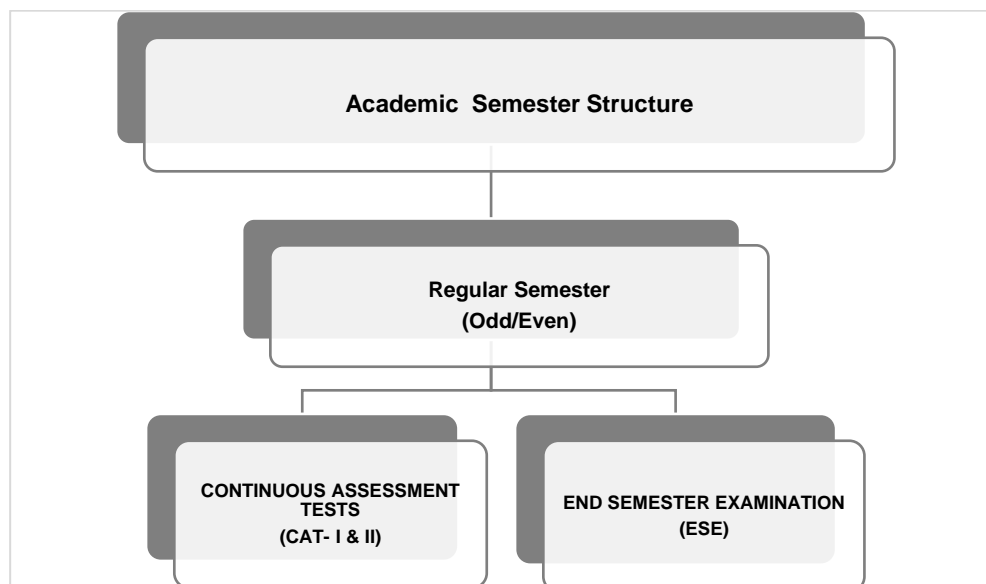 Academic  Semester Structure
Regular Semester
(Odd/Even)
CONTINUOUS ASSESSMENT
TESTS
(CAT- I & II)
END SEMESTER EXAMINATION
(ESE)